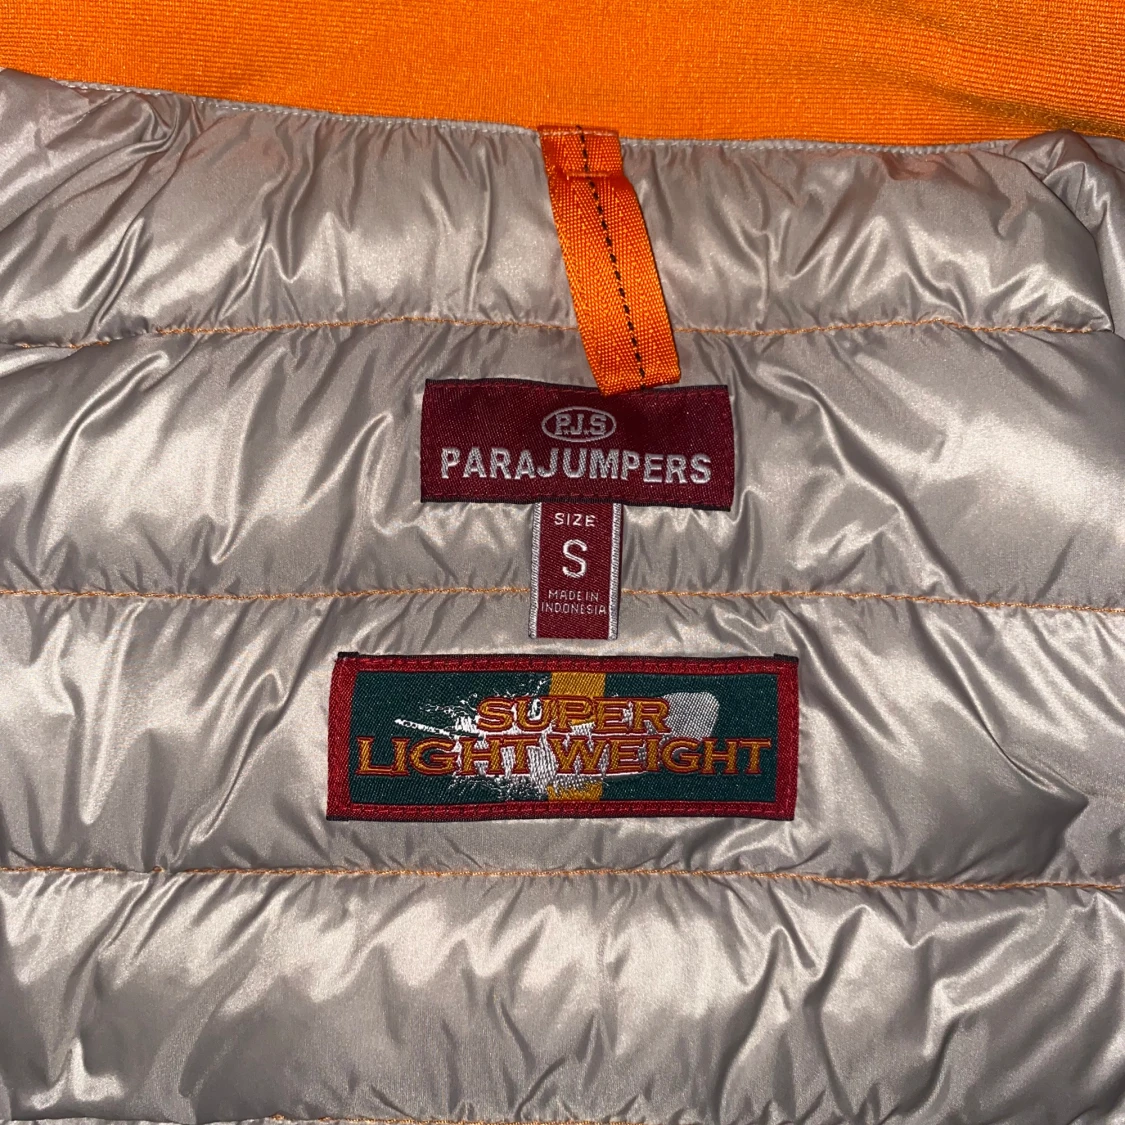 P.J.S
PARAJUMPERS
SIZE
S
MADE IN
INDONESIA
SUPER
LIGHT WEIGHT